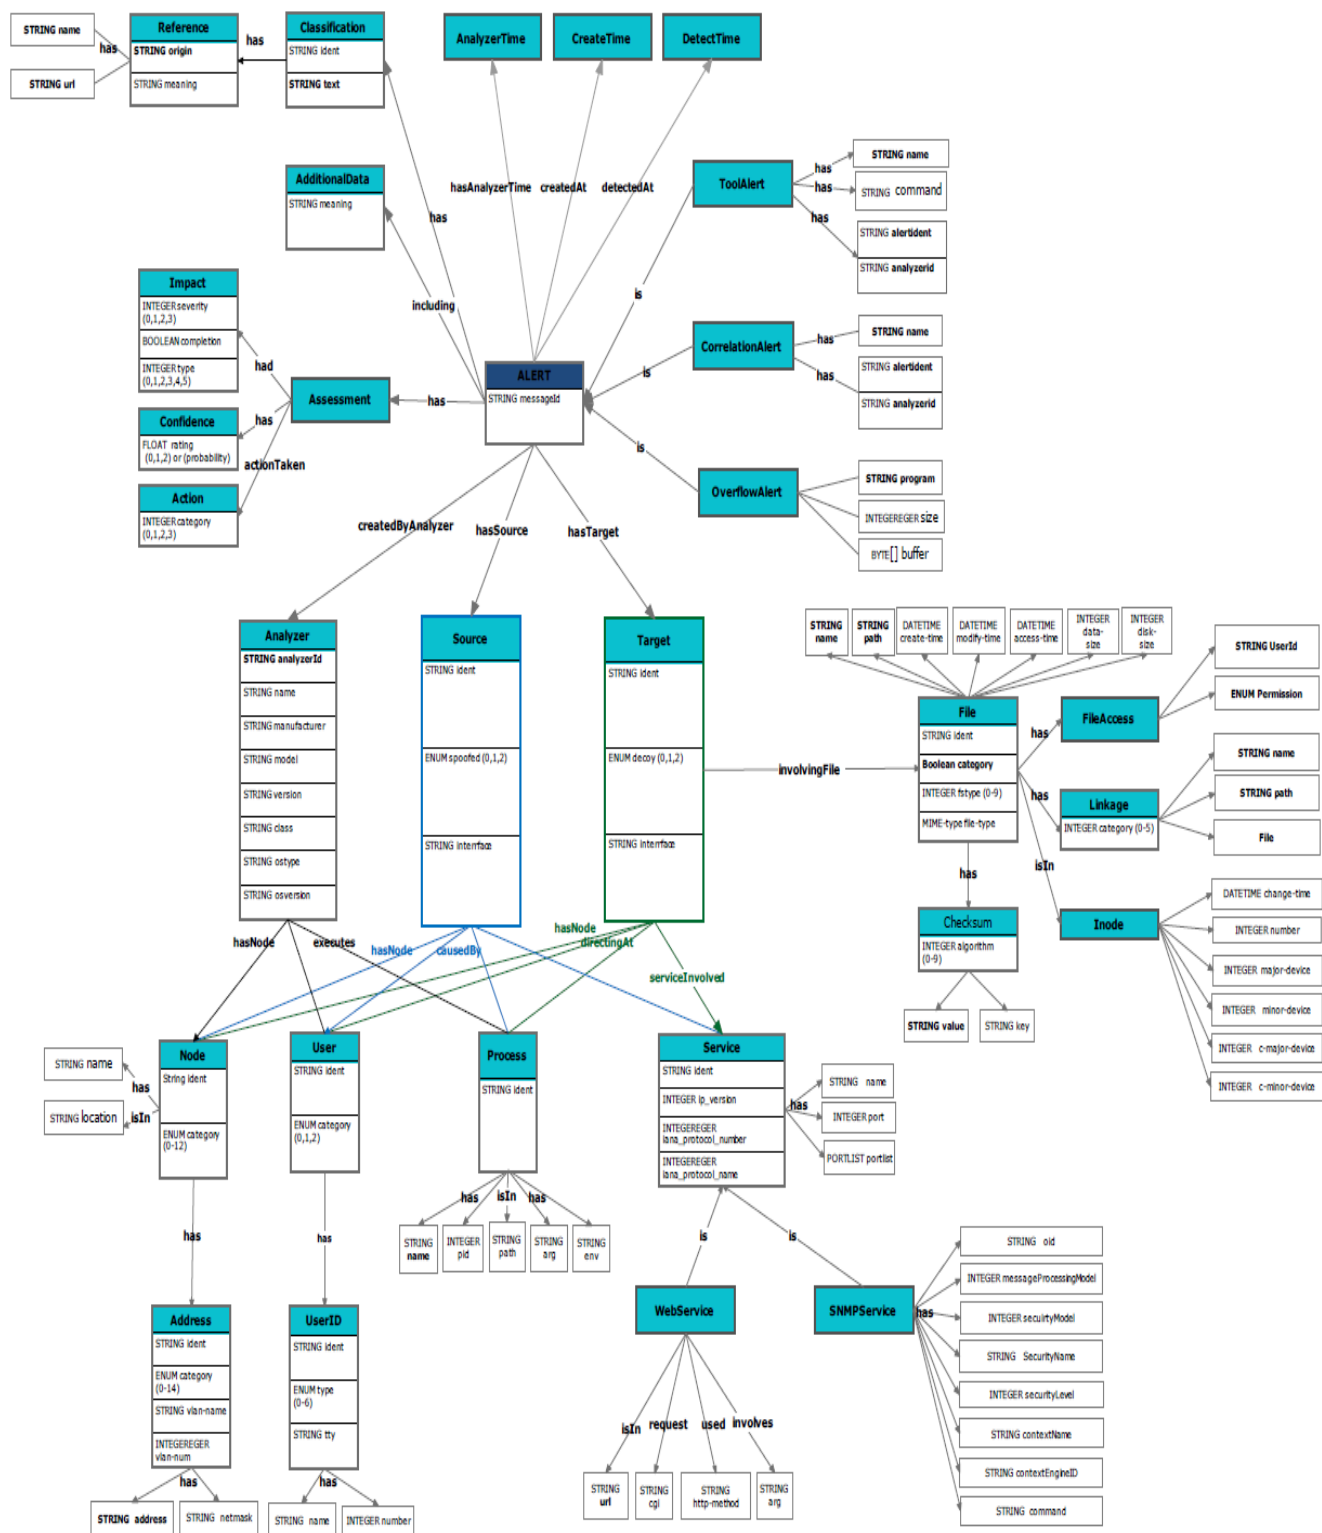 STRING name
has
STRING url
Reference
STRING origin
STRING meaning
has
Classification
STRING ident
STRING text
AnalyzerTime
CreateTime
DetectTime
hasAnalyzerTime
createdAt
detectedAt
has
AdditionalData
STRING meaning
including
ToolAlert
has
has
has
STRING name
STRING command
STRING alertident
STRING analyzerid
is
Impact
INTEGER severity
(0,1,2,3)
BOOLEAN completion
INTEGER type
(0,1,2,3,4,5)
had
Assessment
has
has
Confidence
FLOAT rating
(0,1,2) or (probability)
actionTaken
Action
INTEGER category
(0,1,2,3)
ALERT
STRING messageId
is
CorrelationAlert
has
has
STRING name
STRING alertident
STRING analyzerid
is
OverflowAlert
STRING program
INTEGEREGER size
BYTE[] buffer
createdByAnalyzer
hasSource
hasTarget
Analyzer
STRING analyzerId
STRING name
STRING manufacturer
STRING model
STRING version
STRING class
STRING ostype
STRING osversion
Source
STRING ident
ENUM spoofed (0,1,2)
STRING interrface
Target
STRING ident
ENUM decoy (0,1,2)
STRING interrface
involvingFile
STRING
name
STRING
path
DATETIME
create-time
DATETIME
modify-time
DATETIME
access-time
INTEGER
data-
size
INTEGER
disk-
size
File
STRING ident
Boolean category
INTEGER fstype (0-9)
MIME-type file-type
has
FileAccess
STRING UserId
ENUM Permission
has
Linkage
INTEGER category (0-5)
STRING name
STRING path
File
isIn
Inode
DATETIME change-time
INTEGER number
INTEGER major-device
INTEGER minor-device
INTEGER c-major-device
INTEGER c-minor-device
has
Checksum
INTEGER algorithm
(0-9)
STRING value
STRING key
hasNode
executes
hasNode
causedBy
hasNode
directingAt
serviceInvolved
STRING name
has
STRING location
isIn
Node
String ident
ENUM category
(0-12)
User
STRING ident
ENUM category
(0,1,2)
Process
STRING ident
has
isIn
has
STRING
name
INTEGER
pid
STRING
path
STRING
arg
STRING
env
Service
STRING ident
INTEGER ip_version
INTEGEREGER
iana_protocol_number
INTEGEREGER
iana_protocol_name
has
STRING name
INTEGER port
PORTLIST portlist
has
Address
STRING ident
ENUM category
(0-14)
STRING vlan-name
INTEGEREGER
vlan-num
has
STRING address
STRING netmask
has
UserID
STRING ident
ENUM type
(0-6)
STRING tty
has
STRING name
INTEGER number
is
is
WebService
isIn
request
used
involves
STRING
url
STRING
cgi
STRING
http-method
STRING
arg
SNMPService
has
STRING oid
INTEGER messageProcessingModel
INTEGER secuirtyModel
STRING SecurityName
INTEGER securityLevel
STRING contextName
STRING contextEngineID
STRING command